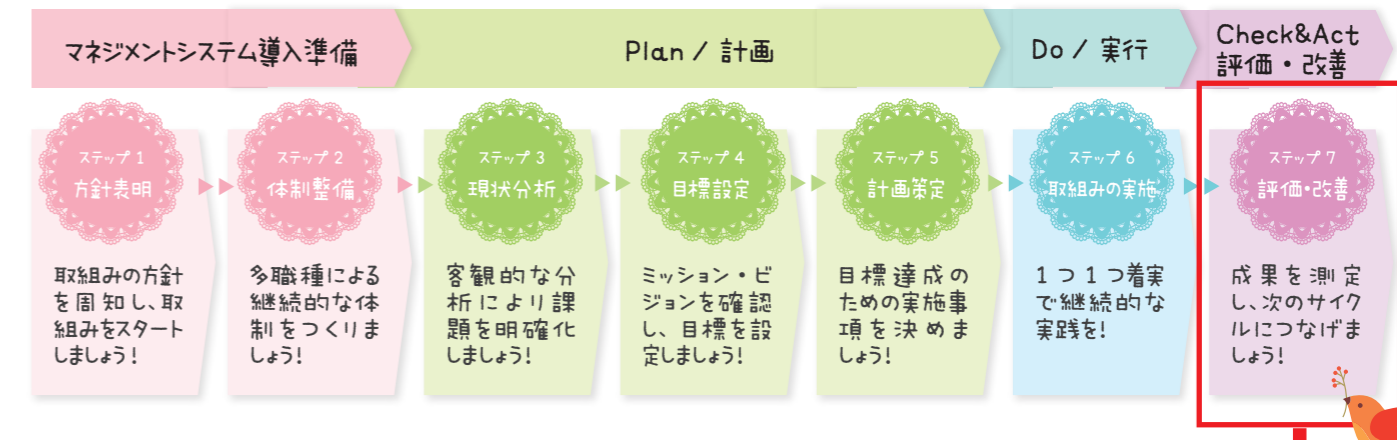 マネジメントシステム導入準備
Plan / 計画
Do / 実行
Check&Act
評価・改善
ステップ 1
方針表明
取組みの方針
を周知し、取
組みをスタート
しましょう!
ステップ 2
体制整備
多職種による
継続的な体
制をつくりま
しょう!
ステップ 3
現状分析
客観的な分
析により課
題を明確化
しましょう!
ステップ 4
目標設定
ミッション・ビ
ジョンを確認
し、目標を設
定しましょう!
ステップ 5
計画策定
目標達成の
ための実施事
項を決めま
しょう!
ステップ 6
取組みの実施
1つ1つ着実
で継続的な
実践を!
ステップ 7
評価・改善
成果を測定
し、次のサイク
ルにつなげま
しょう!